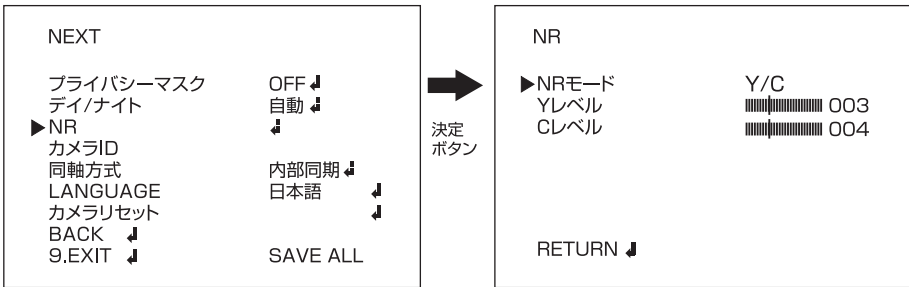 NEXT
プライバシーマスク OFF↲
デイ/ナイト 自動↲
▶NR ↲
カメラID
同軸方式 内部同期↲
LANGUAGE 日本語 ↲
カメラリセット ↲
BACK ↲
9.EXIT ↲ SAVE ALL
決定
ボタン
NR
▶NRモード Y/C
Yレベル 003
Cレベル 004
RETURN ↲